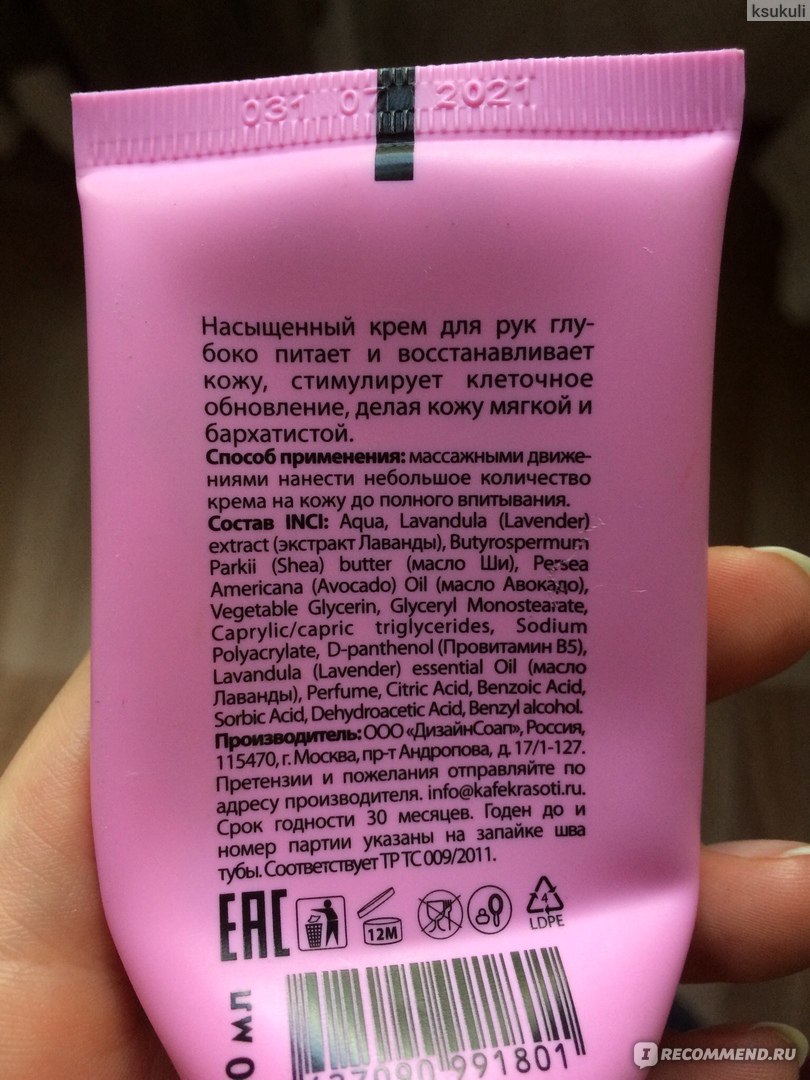 ksukuli
031 07 2021
Насыщенный крем для рук глу-
боко питает и восстанавливает
кожу, стимулирует клеточное
обновление, делая кожу мягкой и
бархатистой.
Способ применения: массажными движе-
ниями нанести небольшое количество
крема на кожу до полного впитывания.
Состав INCI: Aqua, Lavandula (Lavender)
extract (экстракт Лаванды), Butyrospermum
Parkii (Shea) butter (масло Ши), Persea
Americana (Avocado) Oil (масло Авокадо),
Vegetable Glycerin, Glyceryl Monostearate,
Caprylic/capric triglycerides, Sodium
Polyacrylate, D-panthenol (Провитамин B5),
Lavandula (Lavender) essential Oil (масло
Лаванды), Perfume, Citric Acid, Benzoic Acid,
Sorbic Acid, Dehydroacetic Acid, Benzyl alcohol.
Производитель: ООО «ДизайнСоап», Россия,
115470, г. Москва, пр-т Андропова, д. 17/1-127.
Претензии и пожелания отправляйте по
адресу производителя. info@kafekrasoti.ru.
Срок годности 30 месяцев. Годен до и
номер партии указаны на запайке шва
тубы. Соответствует ТР ТС 009/2011.
EAC 12M 4 LDPE
0 мл
991801
IRECOMMEND.RU